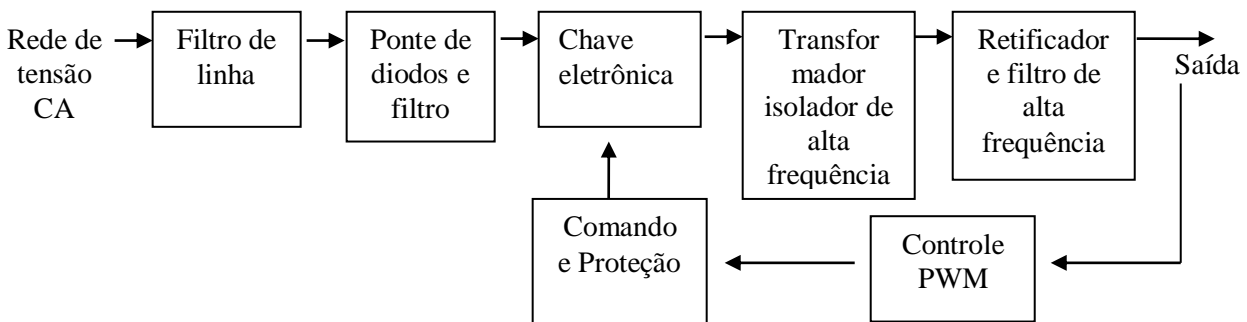 Rede de
tensão
CA
Filtro de
linha
Ponte de
diodos e
filtro
Chave
eletrônica
Transfor
mador
isolador de
alta
frequência
Retificador
e filtro de
alta
frequência
Saída
Comando
e Proteção
Controle
PWM